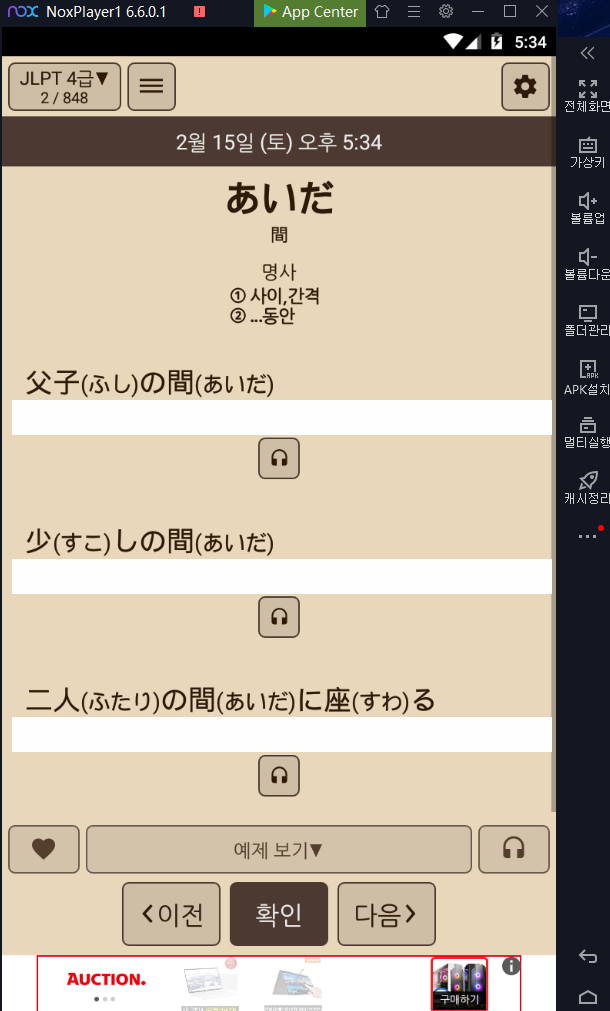 nox NoxPlayer1 6.6.0.1 ! App Center
5:34
JLPT 4급▼
2 / 848
2월 15일 (토) 오후 5:34
あいだ
間
명사
① 사이,간격
② ...동안
父子(ふし)の間(あいだ)
少(すこ)しの間(あいだ)
二人(ふたり)の間(あいだ)に座(すわ)る
예제 보기▼
이전
확인
다음
AUCTION.
구매하기
전체화면
가상키
볼륨업
볼륨다운
폴더관리
APK설치
멀티실행
캐시정리